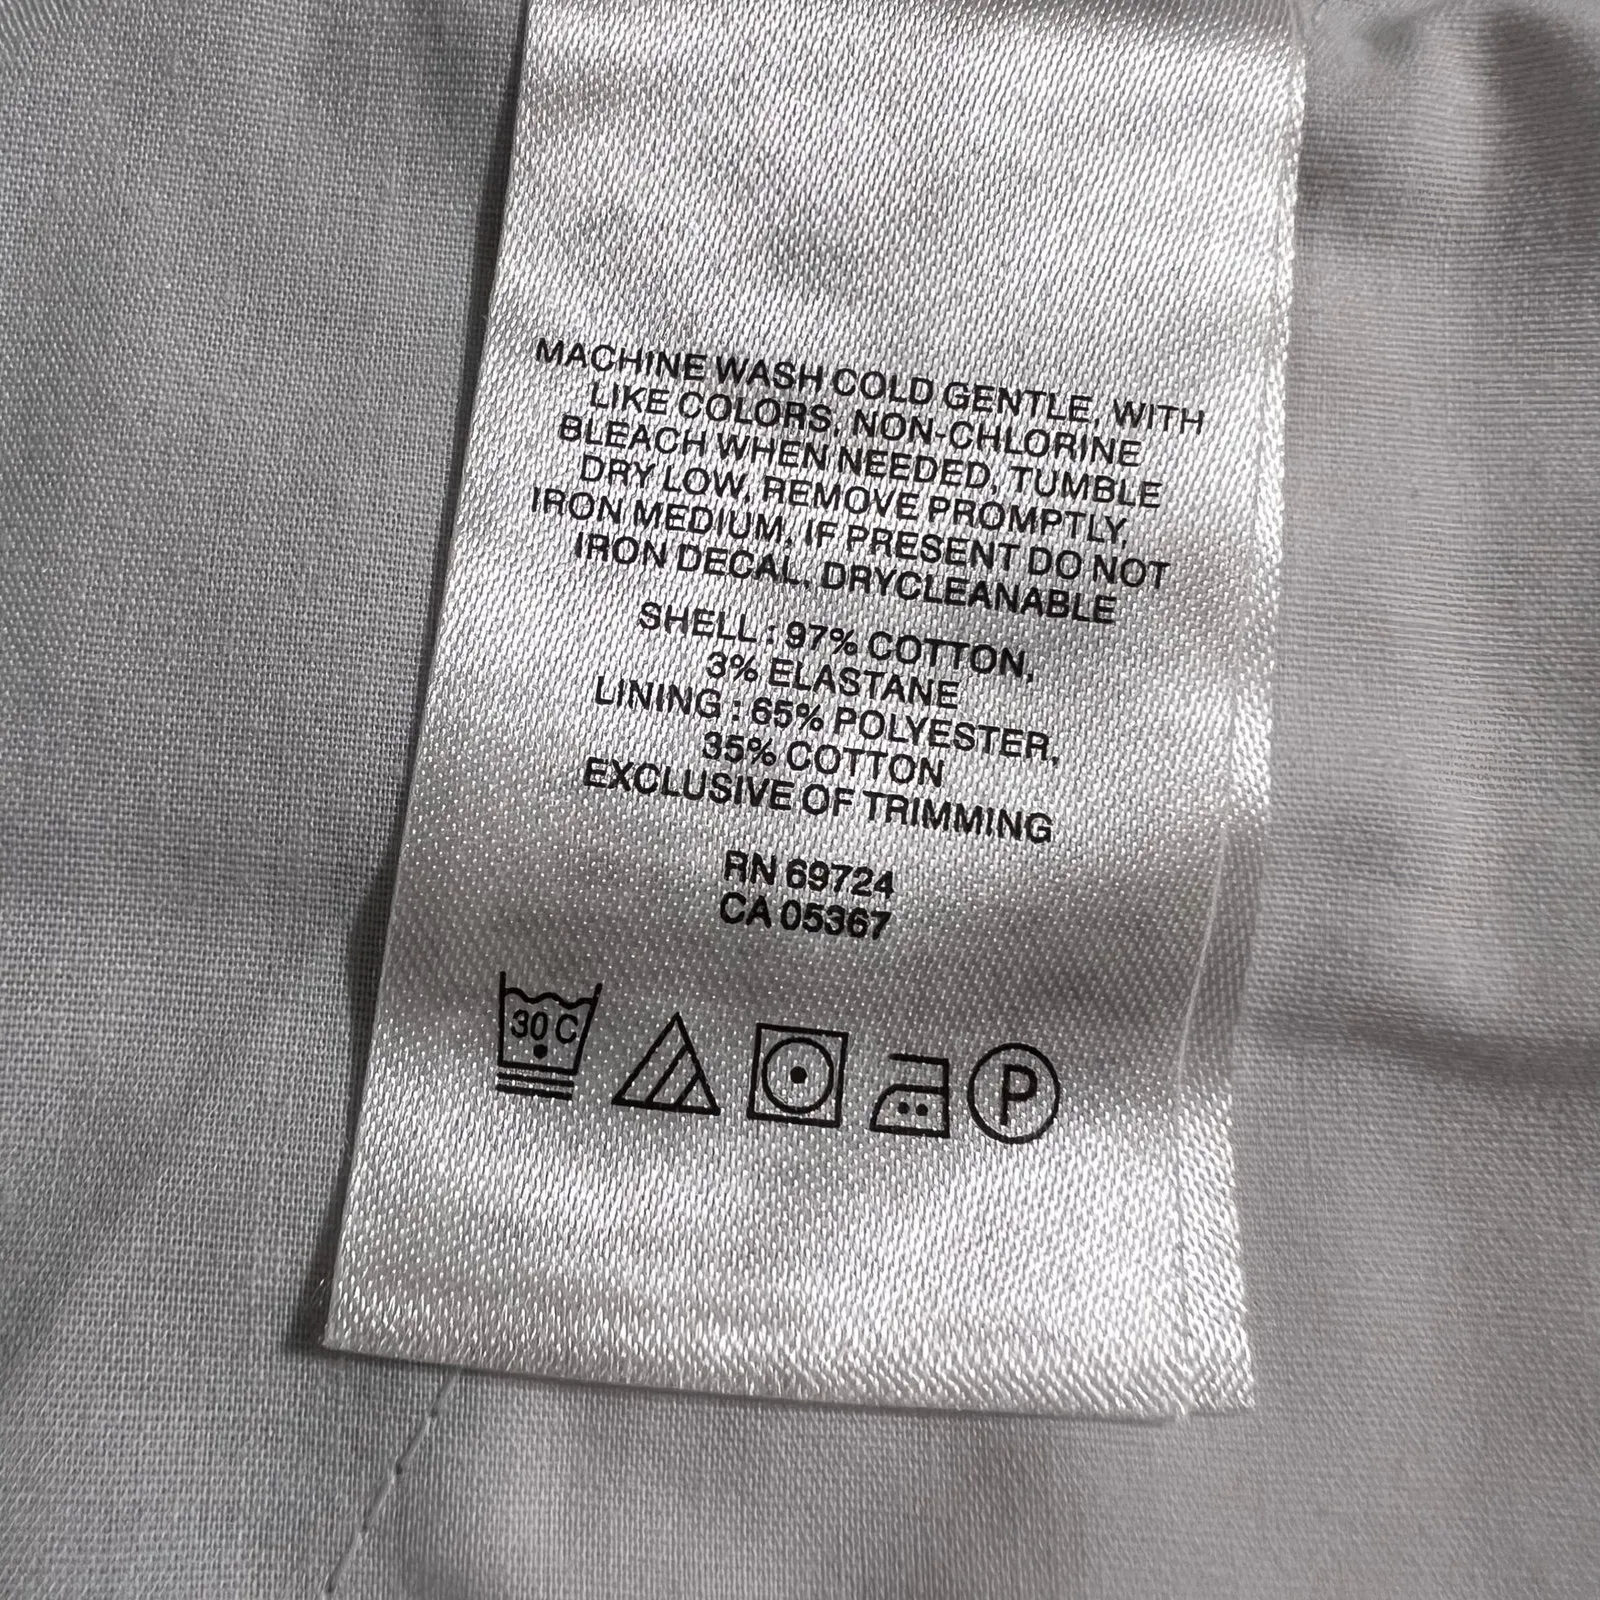 MACHINE WASH COLD GENTLE, WITH
LIKE COLORS, NON-CHLORINE
BLEACH WHEN NEEDED, TUMBLE
DRY LOW, REMOVE PROMPTLY,
IRON MEDIUM, IF PRESENT DO NOT
IRON DECAL, DRYCLEANABLE
SHELL : 97% COTTON,
3% ELASTANE
LINING : 65% POLYESTER,
35% COTTON
EXCLUSIVE OF TRIMMING
RN 69724
CA 05367
30 C P